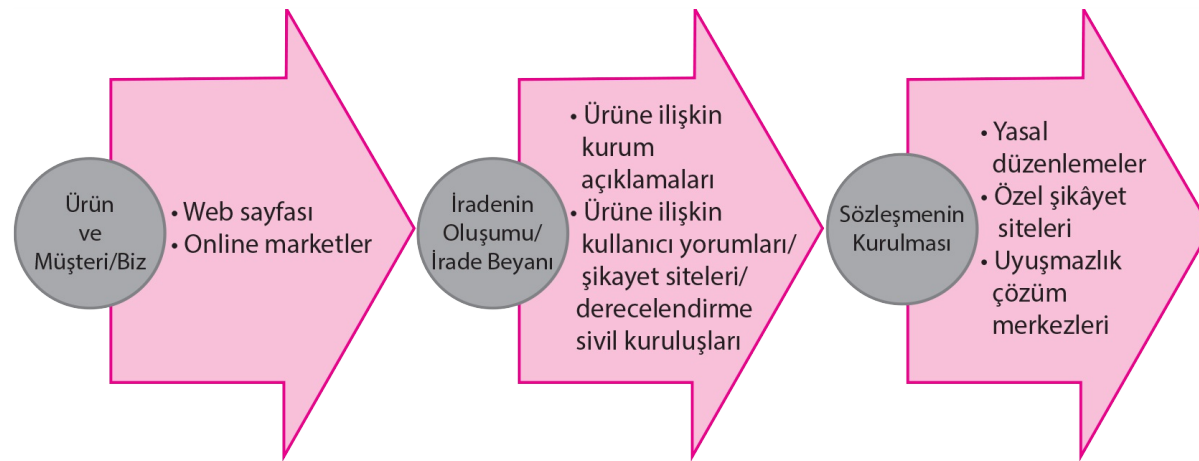 Ürün
ve
Müşteri/Biz
• Web sayfası
• Online marketler
İradenin
Oluşumu/
İrade Beyanı
• Ürüne ilişkin
kurum
açıklamaları
• Ürüne ilişkin
kullanıcı yorumları/
şikayet siteleri/
derecelendirme
sivil kuruluşları
Sözleşmenin
Kurulması
• Yasal
düzenlemeler
• Özel şikâyet
siteleri
• Uyuşmazlık
çözüm
merkezleri